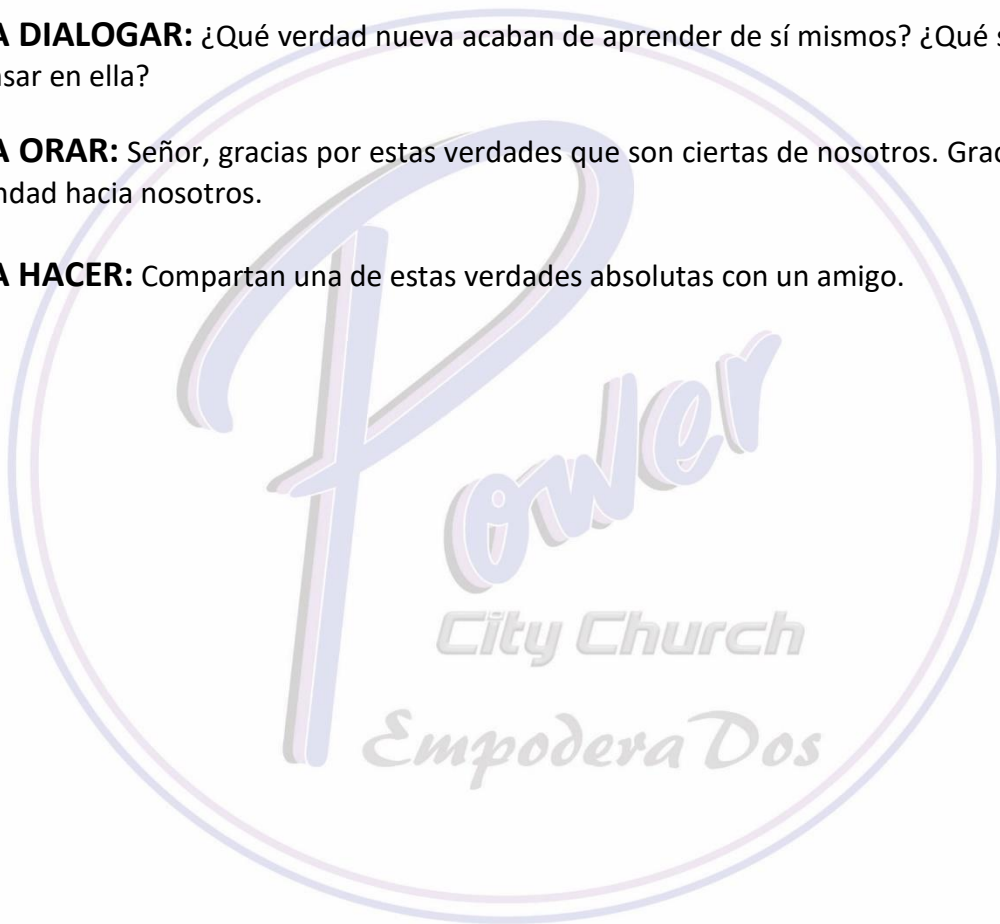 A DIALOGAR: ¿Qué verdad nueva acaban de aprender de sí mismos? ¿Qué s
sar en ella?
A ORAR: Señor, gracias por estas verdades que son ciertas de nosotros. Grac
ndad hacia nosotros.
A HACER: Compartan una de estas verdades absolutas con un amigo.
Power
City Church
EmpoderaDos